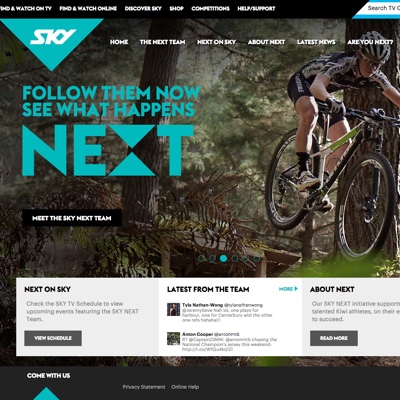 FIND & WATCH ON TV FIND & WATCH ONLINE DISCOVER SKY SHOP COMPETITIONS HELP/SUPPORT Search TV G
SKY
HOME THE NEXT TEAM NEXT ON SKY ABOUT NEXT LATEST NEWS ARE YOU NEXT?
FOLLOW THEM NOW
SEE WHAT HAPPENS
NEXT
MEET THE SKY NEXT TEAM
NEXT ON SKY
Check the SKY TV Schedule to view
upcoming events featuring the SKY NEXT
Team.
VIEW SCHEDULE
LATEST FROM THE TEAM MORE
Tyla Nathan-Wong @tylanathanwong
@JeremySave Nah lol, one plays for
harbour, one for Canterbury and the other
one refs hahaha!!
Anton Cooper @antonmtb
RT @Captain23MRI: @antonmtb chasing the
National Champion's jersey this weekend.
ABOUT NEXT
Our SKY NEXT initiative supports
talented Kiwi athletes, on their
to succeed.
READ MORE
COME WITH US
Privacy Statement Online Help